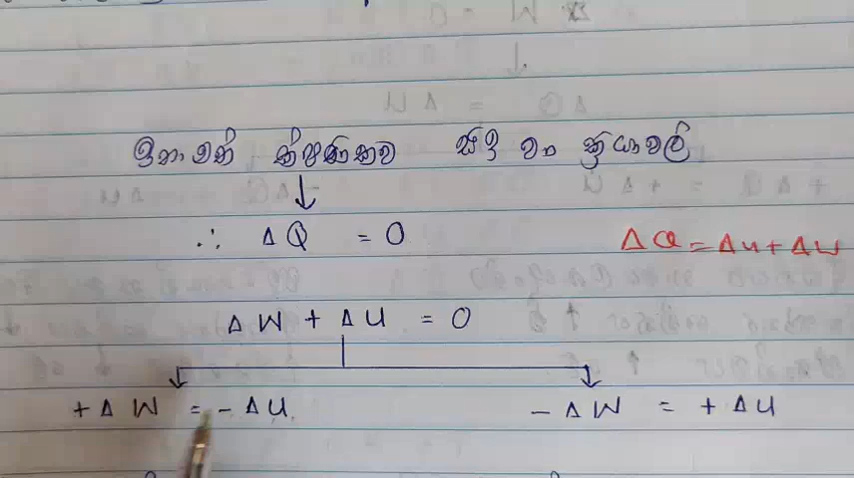 ඉතාමත් ක්ෂණිකව සිදු වන ක්‍රියාවලි
↓
∴ ΔQ = 0
ΔQ = ΔU + ΔW
ΔW + ΔU = 0
+ΔW = -ΔU -ΔW = +ΔU